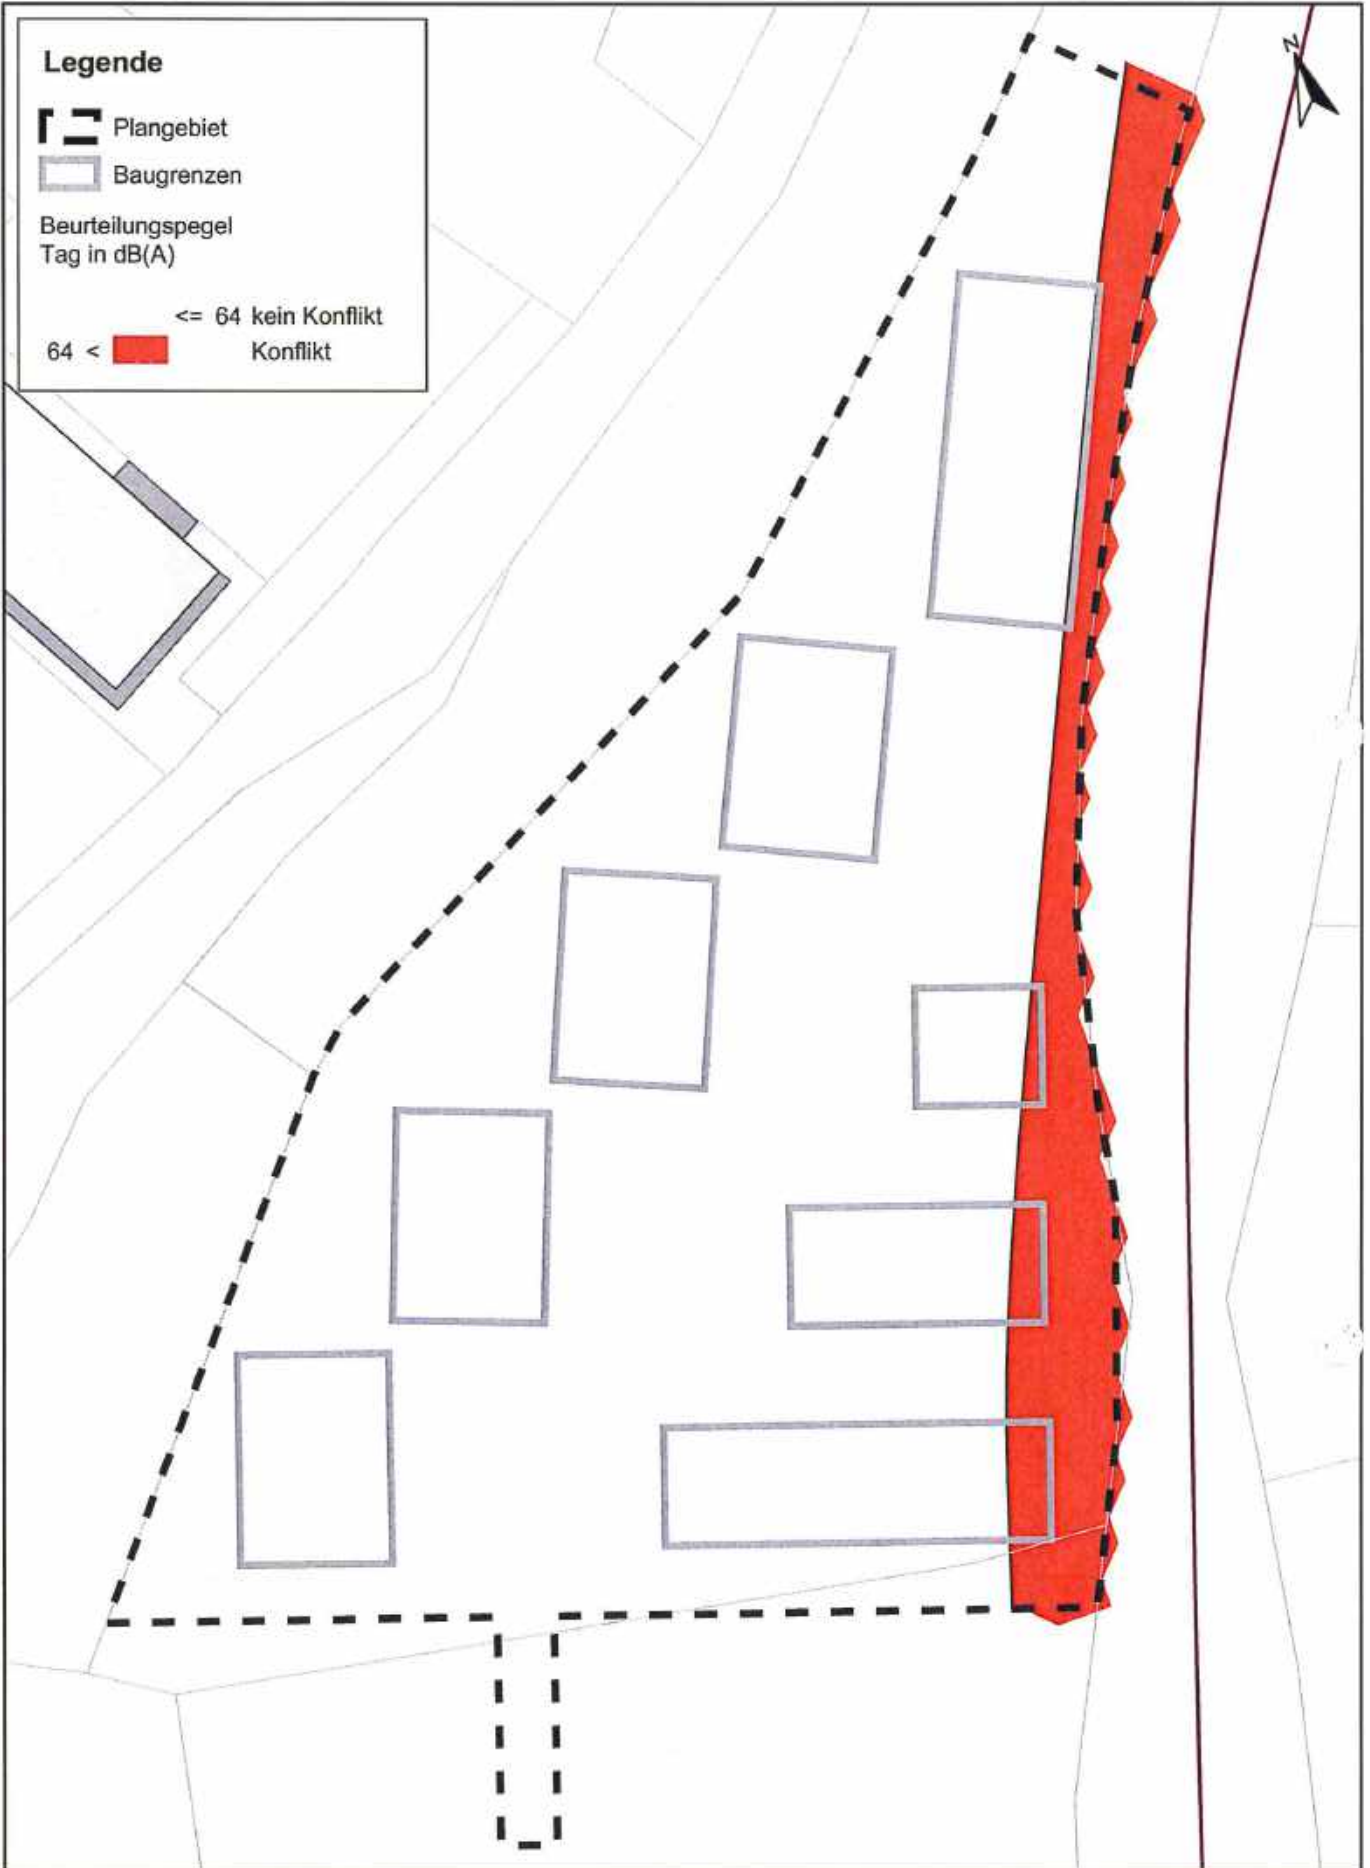 Legende
Plangebiet
Baugrenzen
Beurteilungspegel
Tag in dB(A)
<= 64 kein Konflikt
64 < Konflikt
N